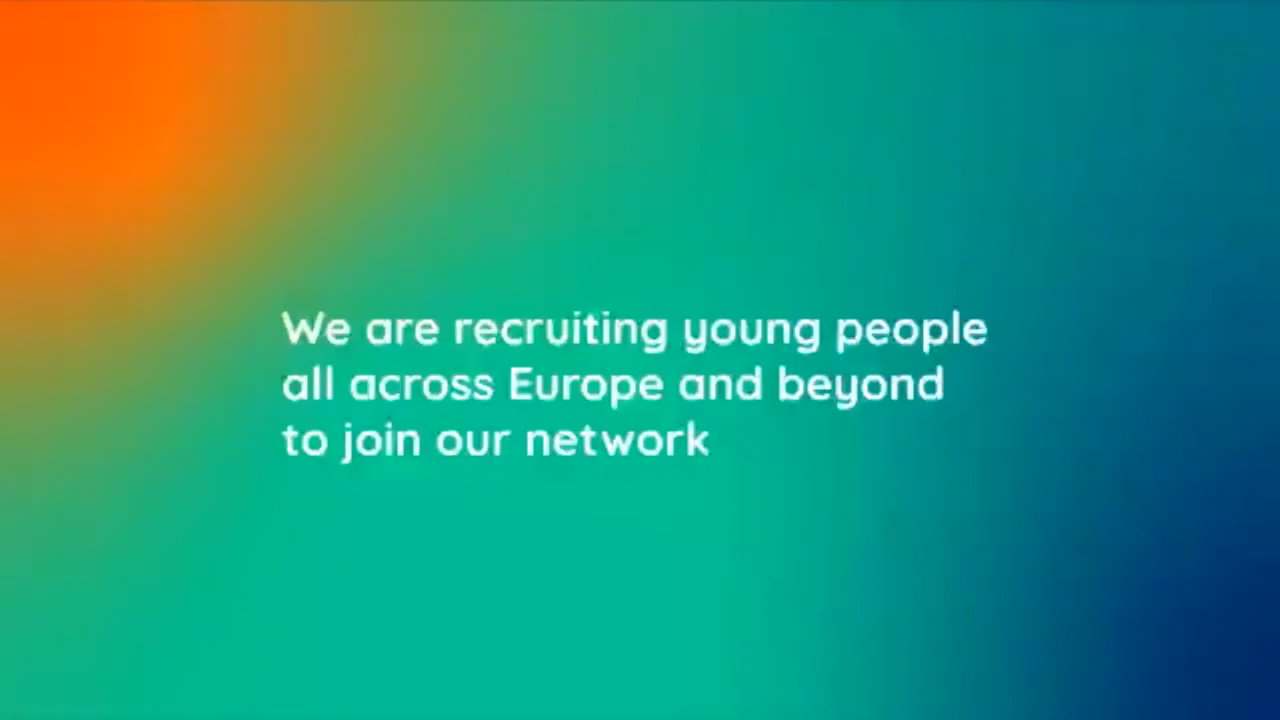 We are recruiting young people
all across Europe and beyond
to join our network